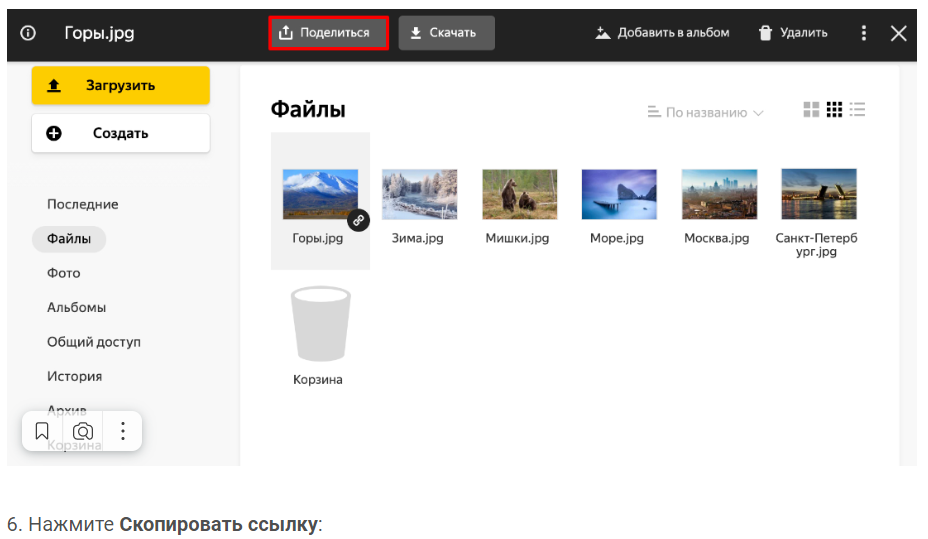 Горы.jpg
Поделиться
Скачать
Добавить в альбом
Удалить
Загрузить
Создать
Последние
Файлы
Фото
Альбомы
Общий доступ
История
Архив
Корзина
Файлы
По названию
Горы.jpg
Зима.jpg
Мишки.jpg
Море.jpg
Москва.jpg
Санкт-Петерб
ург.jpg
Корзина
6. Нажмите Скопировать ссылку: